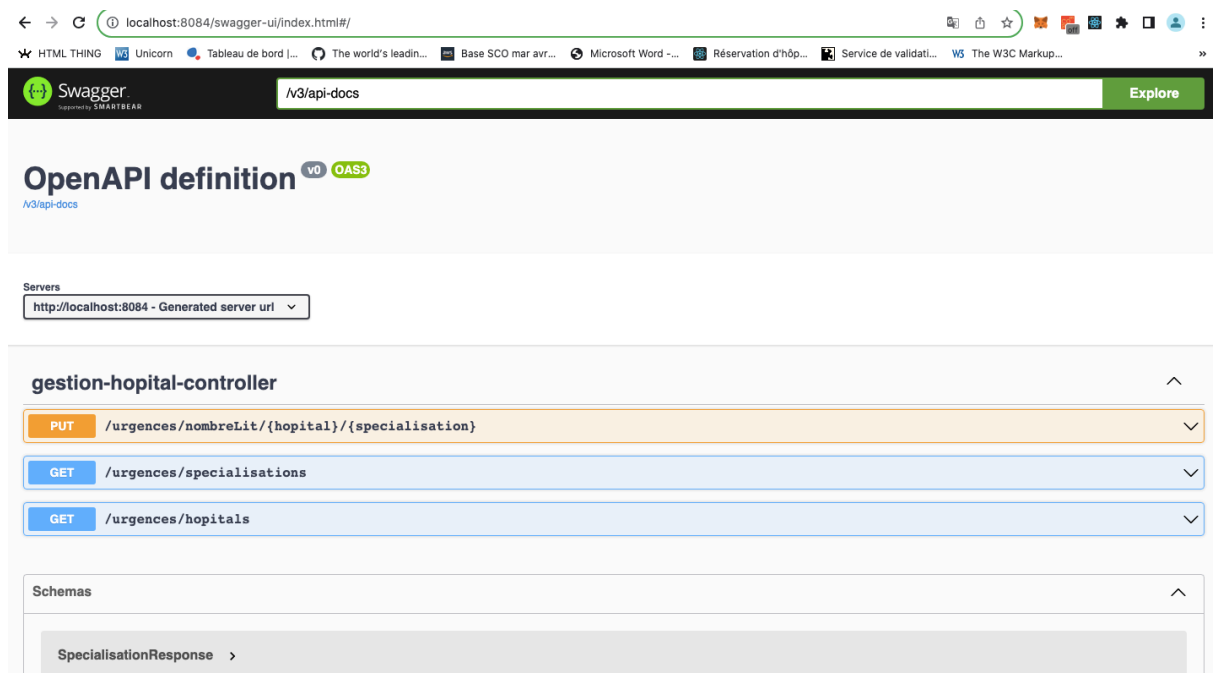 localhost:8084/swagger-ui/index.html#/
off
HTML THING W3 Unicorn Tableau de bord |... The world's leadin... Base SCO mar avr... Microsoft Word -... Réservation d'hôp... Service de validati... W3 The W3C Markup... »
Swagger.
Supported by SMARTBEAR
/v3/api-docs
Explore
OpenAPI definition v0 OAS3
/v3/api-docs
Servers
http://localhost:8084 - Generated server url
gestion-hopital-controller
PUT /urgences/nombreLit/{hopital}/{specialisation}
GET /urgences/specialisations
GET /urgences/hopitals
Schemas
SpecialisationResponse